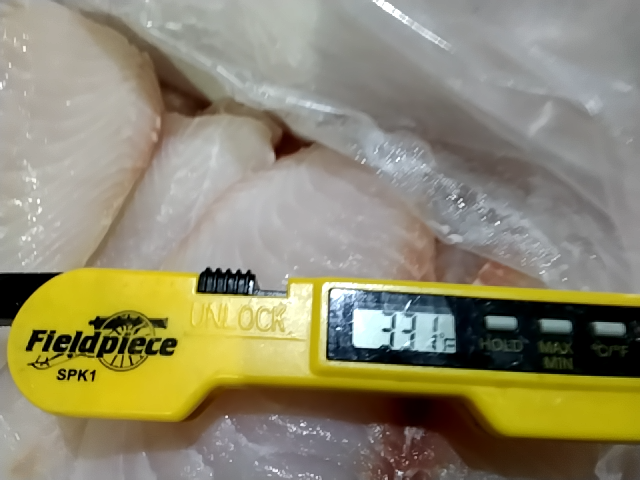 Fieldpiece
SPK1
UNLOCK
°F
HOLD
MAX
MIN
°C/°F